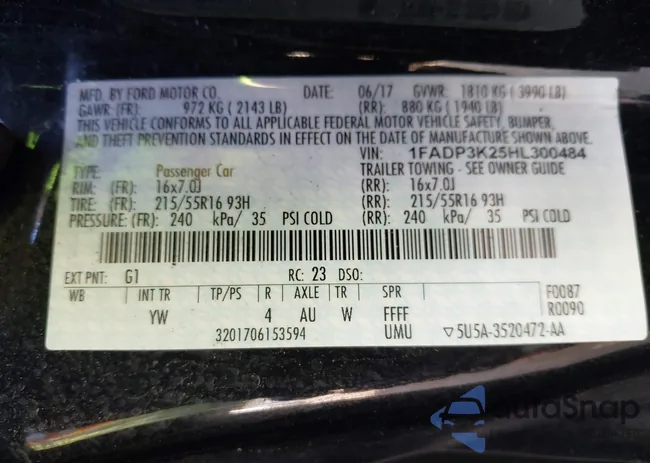 MFD. BY FORD MOTOR CO. DATE: 06/17 GVWR: 1810 KG ( 3990 LB)
GAWR: (FR): 972 KG ( 2143 LB) (RR): 880 KG ( 1940 LB)
THIS VEHICLE CONFORMS TO ALL APPLICABLE FEDERAL MOTOR VEHICLE SAFETY, BUMPER,
AND THEFT PREVENTION STANDARDS IN EFFECT ON THE DATE OF MANUFACTURE SHOWN ABOVE.
VIN: 1FADP3K25HL300484
TYPE: Passenger Car TRAILER TOWING - SEE OWNER GUIDE
RIM: (FR): 16x7.0J (RR): 16x7.0J
TIRE: (FR): 215/55R16 93H (RR): 215/55R16 93H
PRESSURE: (FR): 240 kPa/ 35 PSI COLD (RR): 240 kPa/ 35 PSI COLD
EXT PNT: G1 RC: 23 DSO:
WB INT TR TP/PS R AXLE TR SPR F0087
YW 4 AU W FFFF R0090
3201706153594 UMU ▽5U5A-3520472-AA
AutoSnap